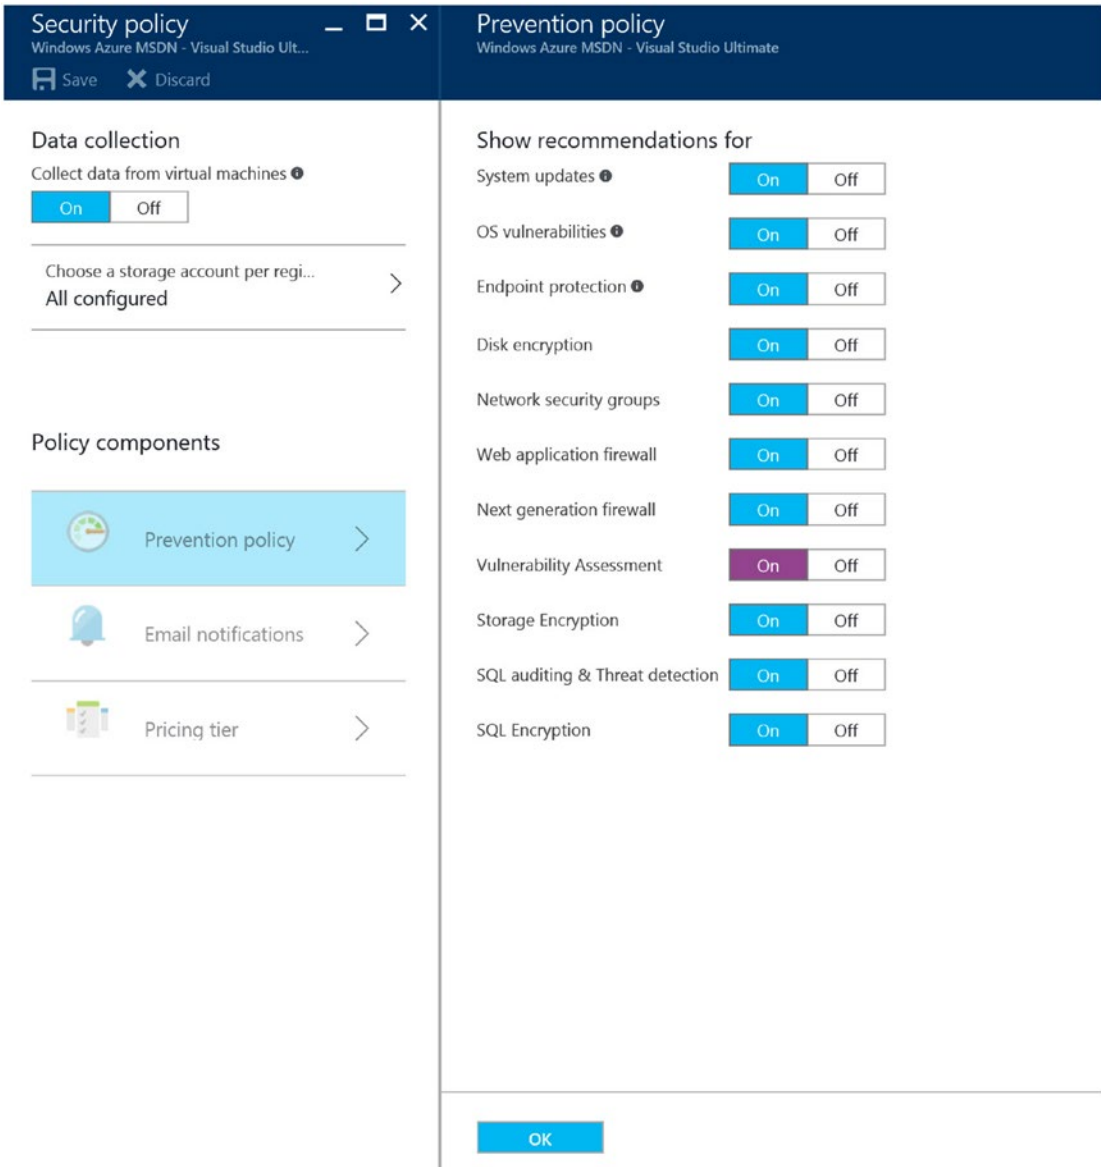 Security policy
Windows Azure MSDN - Visual Studio Ult...
Save Discard
Data collection
Collect data from virtual machines
On Off
Choose a storage account per regi...
All configured
Policy components
Prevention policy
Email notifications
Pricing tier
Prevention policy
Windows Azure MSDN - Visual Studio Ultimate
Show recommendations for
System updates On Off
OS vulnerabilities On Off
Endpoint protection On Off
Disk encryption On Off
Network security groups On Off
Web application firewall On Off
Next generation firewall On Off
Vulnerability Assessment On Off
Storage Encryption On Off
SQL auditing & Threat detection On Off
SQL Encryption On Off
OK